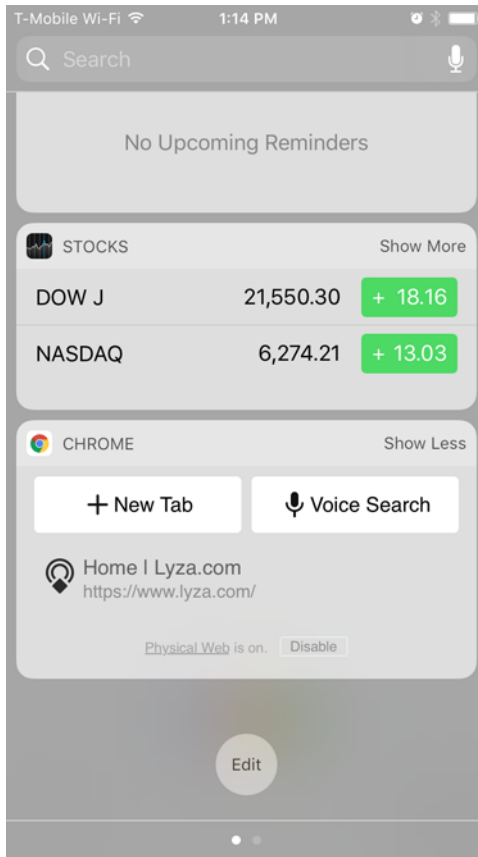 T-Mobile Wi-Fi 1:14 PM
Search
No Upcoming Reminders
STOCKS Show More
DOW J 21,550.30 + 18.16
NASDAQ 6,274.21 + 13.03
CHROME Show Less
+ New Tab Voice Search
Home | Lyza.com
https://www.lyza.com/
Physical Web is on. Disable
Edit